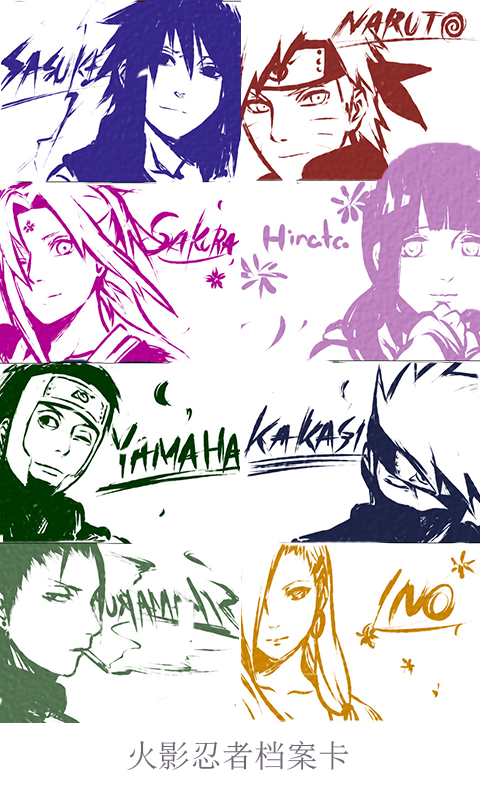 SASUKE
NARUTO
SAKURA
Hinata
YAMAHA
KAKASI
INO
火影忍者档案卡